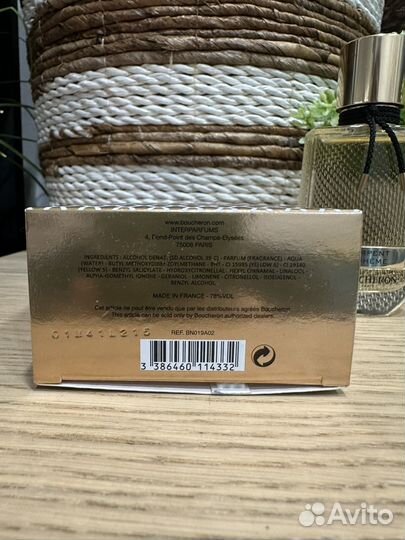 www.boucheron.com
INTERPARFUMS
4, Rond-Point des Champs-Elysées
75008 PARIS
INGREDIENTS : ALCOHOL DENAT. (SD ALCOHOL 39 C) - PARFUM (FRAGRANCE) - AQUA
(WATER) - BUTYL METHOXYDIBENZOYLMETHANE - BHT - CI 15985 (YELLOW 6) - CI 19140
(YELLOW 5) - BENZYL SALICYLATE - HYDROXYCITRONELLAL - HEXYL CINNAMAL - LINALOOL
ALPHA-ISOMETHYL IONONE - GERANIOL - LIMONENE - CITRONELLOL - ISOEUGENOL
BENZYL ALCOHOL
MADE IN FRANCE - 78%VOL
Cet article ne peut être vendu que par les distributeurs agréés Boucheron
This article can be sold only by Boucheron authorized dealers.
REF. BN019A02
3 386460 114332
RPENT
HÈME
CHERON
Avito